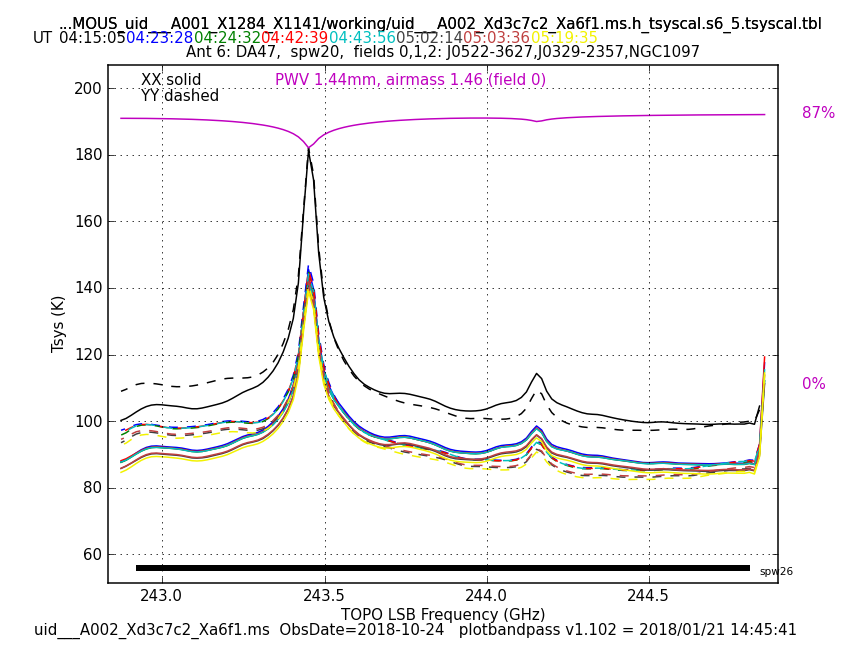 ...MOUS_uid___A001_X1284_X1141/working/uid___A002_Xd3c7c2_Xa6f1.ms.h_tsyscal.s6_5.tsyscal.tbl
UT 04:15:05 04:23:28 04:24:32 04:42:39 04:43:56 05:02:14 05:03:36 05:19:35
Ant 6: DA47,  spw20,  fields 0,1,2: J0522-3627,J0329-2357,NGC1097
XX solid
PWV 1.44mm, airmass 1.46 (field 0)
YY dashed
87%
0%
200
180
160
140
120
100
80
60
Tsys (K)
spw26
243.0
243.5
244.0
244.5
TOPO LSB Frequency (GHz)
uid___A002_Xd3c7c2_Xa6f1.ms  ObsDate=2018-10-24   plotbandpass v1.102 = 2018/01/21 14:45:41